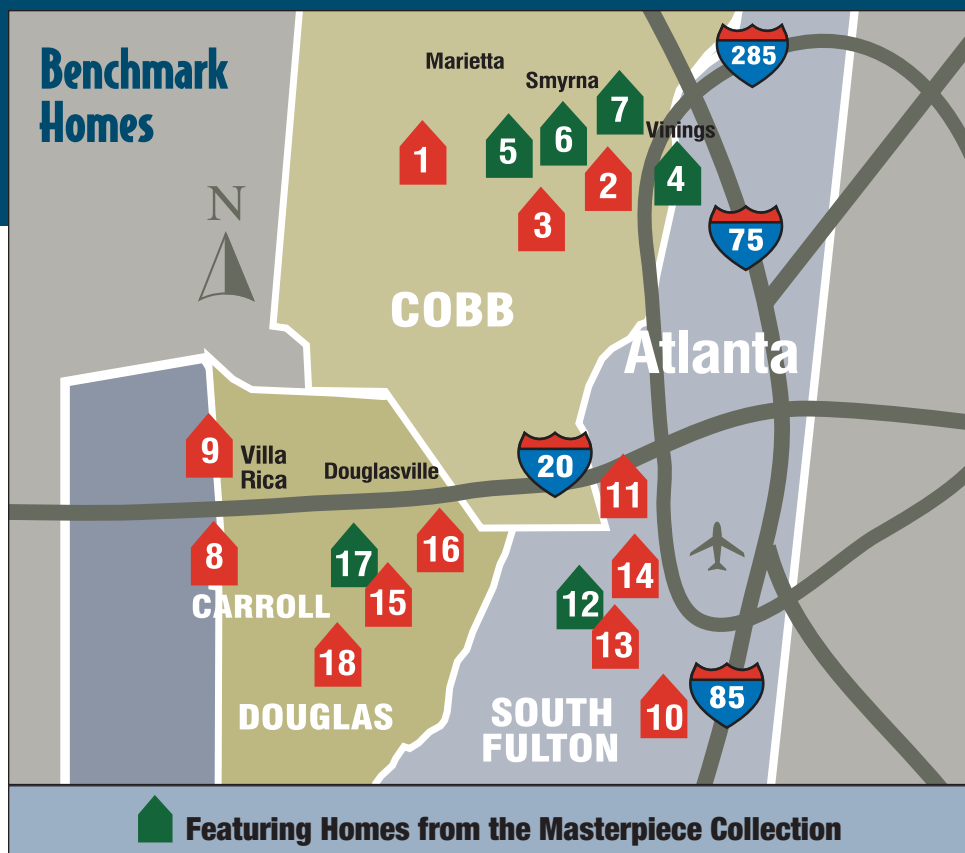 Benchmark
Homes
285
Marietta
Smyrna
7
Vinings
1
5
6
2
4
N
3
75
COBB
Atlanta
9
Villa
Rica
Douglasville
20
11
8
17
16
14
CARROLL
15
12
13
18
DOUGLAS
SOUTH
FULTON
10
85
Featuring Homes from the Masterpiece Collection